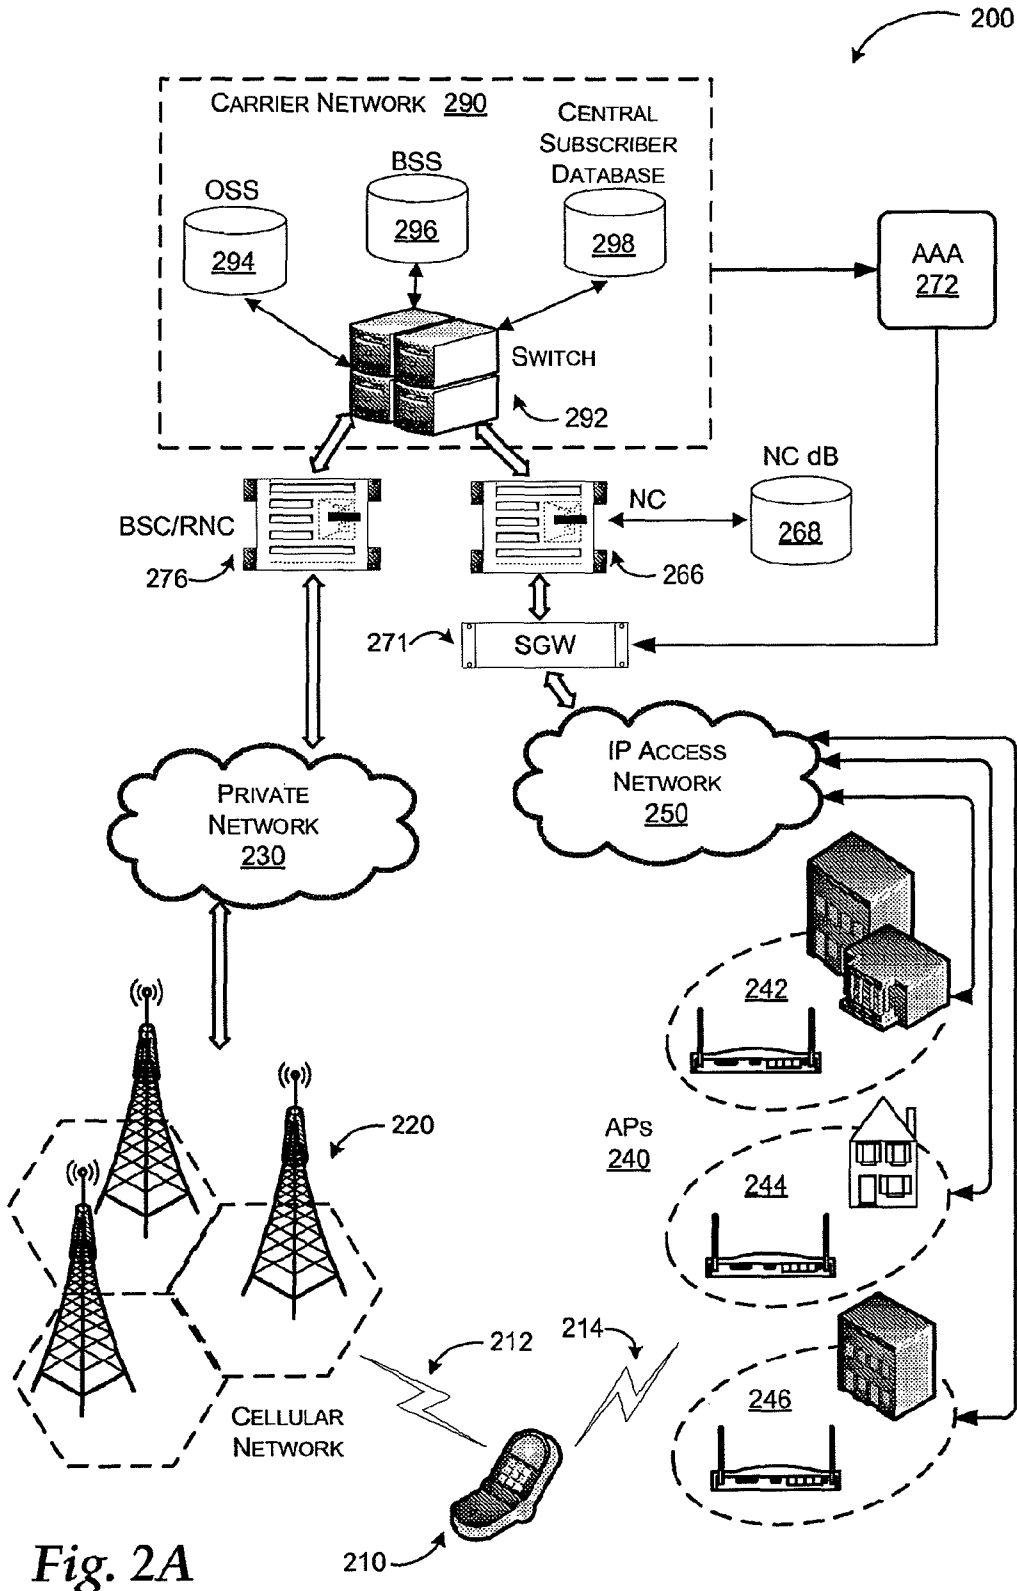 200
CARRIER NETWORK 290
CENTRAL
SUBSCRIBER
DATABASE
BSS
OSS
296
298
294
AAA
272
SWITCH
292
NC dB
NC
BSC/RNC
268
276
266
271
SGW
IP ACCESS
NETWORK
250
PRIVATE
NETWORK
230
242
220
APs
240
244
212
214
246
CELLULAR
NETWORK
210
Fig. 2A